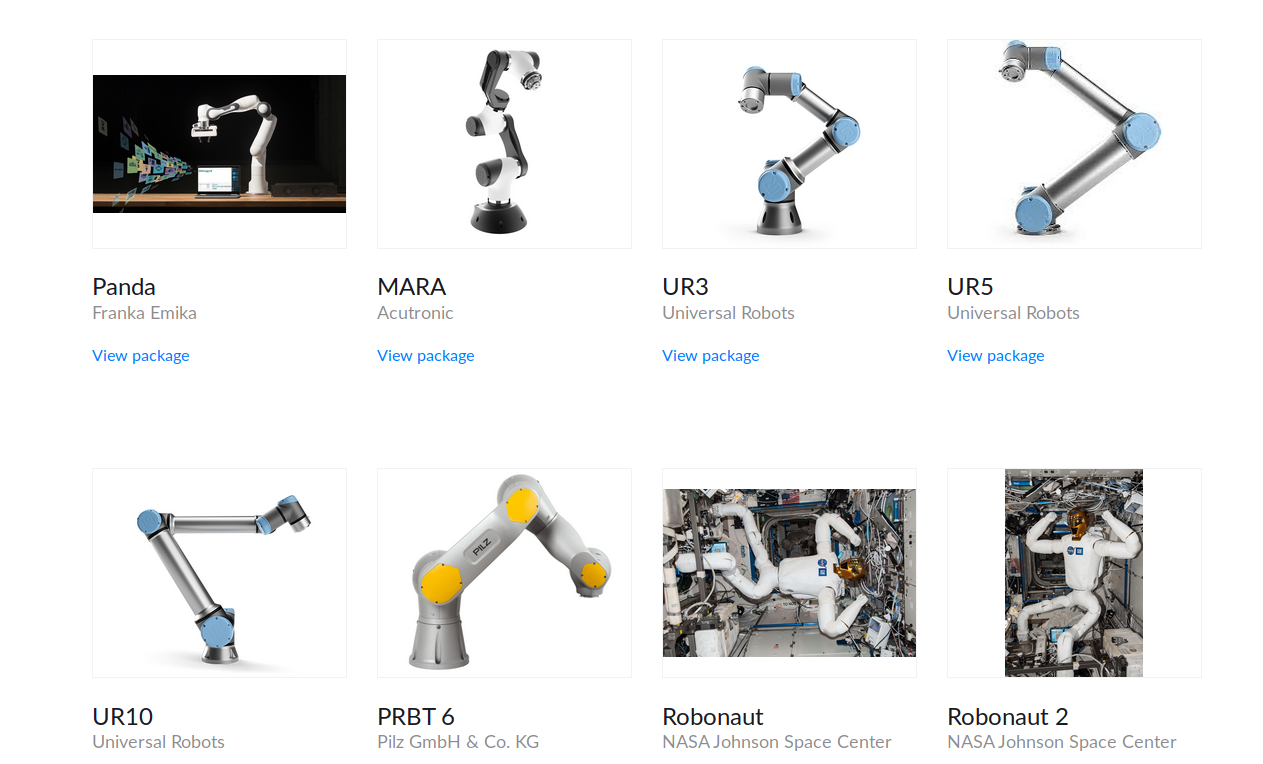 Panda
Franka Emika
View package
MARA
Acutronic
View package
UR3
Universal Robots
View package
UR5
Universal Robots
View package
PILZ
UR10
Universal Robots
PRBT 6
Pilz GmbH & Co. KG
Robonaut
NASA Johnson Space Center
Robonaut 2
NASA Johnson Space Center